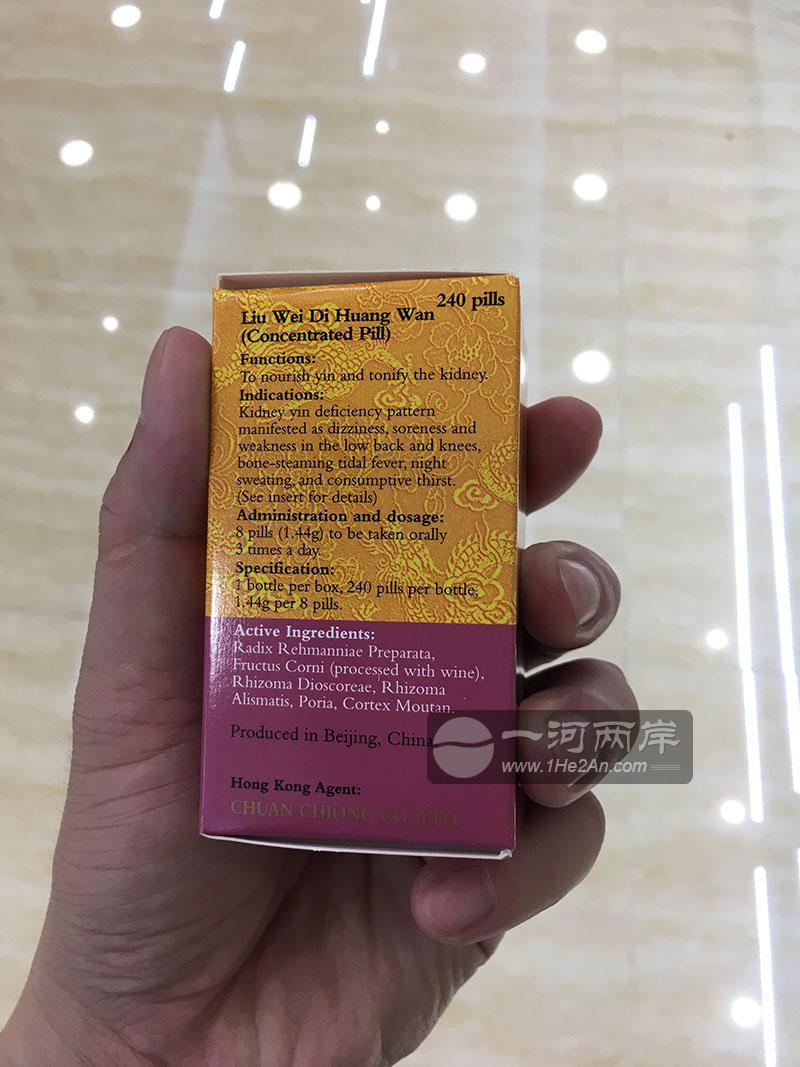 240 pills
Liu Wei Di Huang Wan
(Concentrated Pill)
Functions:
To nourish yin and tonify the kidney.
Indications:
Kidney yin deficiency pattern
manifested as dizziness, soreness and
weakness in the low back and knees,
bone-steaming tidal fever, night
sweating, and consumptive thirst.
(See insert for details)
Administration and dosage:
8 pills (1.44g) to be taken orally
3 times a day.
Specification:
1 bottle per box, 240 pills per bottle,
1.44g per 8 pills.
Active Ingredients:
Radix Rehmanniae Preparata,
Fructus Corni (processed with wine),
Rhizoma Dioscoreae, Rhizoma
Alismatis, Poria, Cortex Moutan.
Produced in Beijing, China.
Hong Kong Agent:
CHUAN CHIONG CO. LTD.
一河两岸
www.1He2An.com